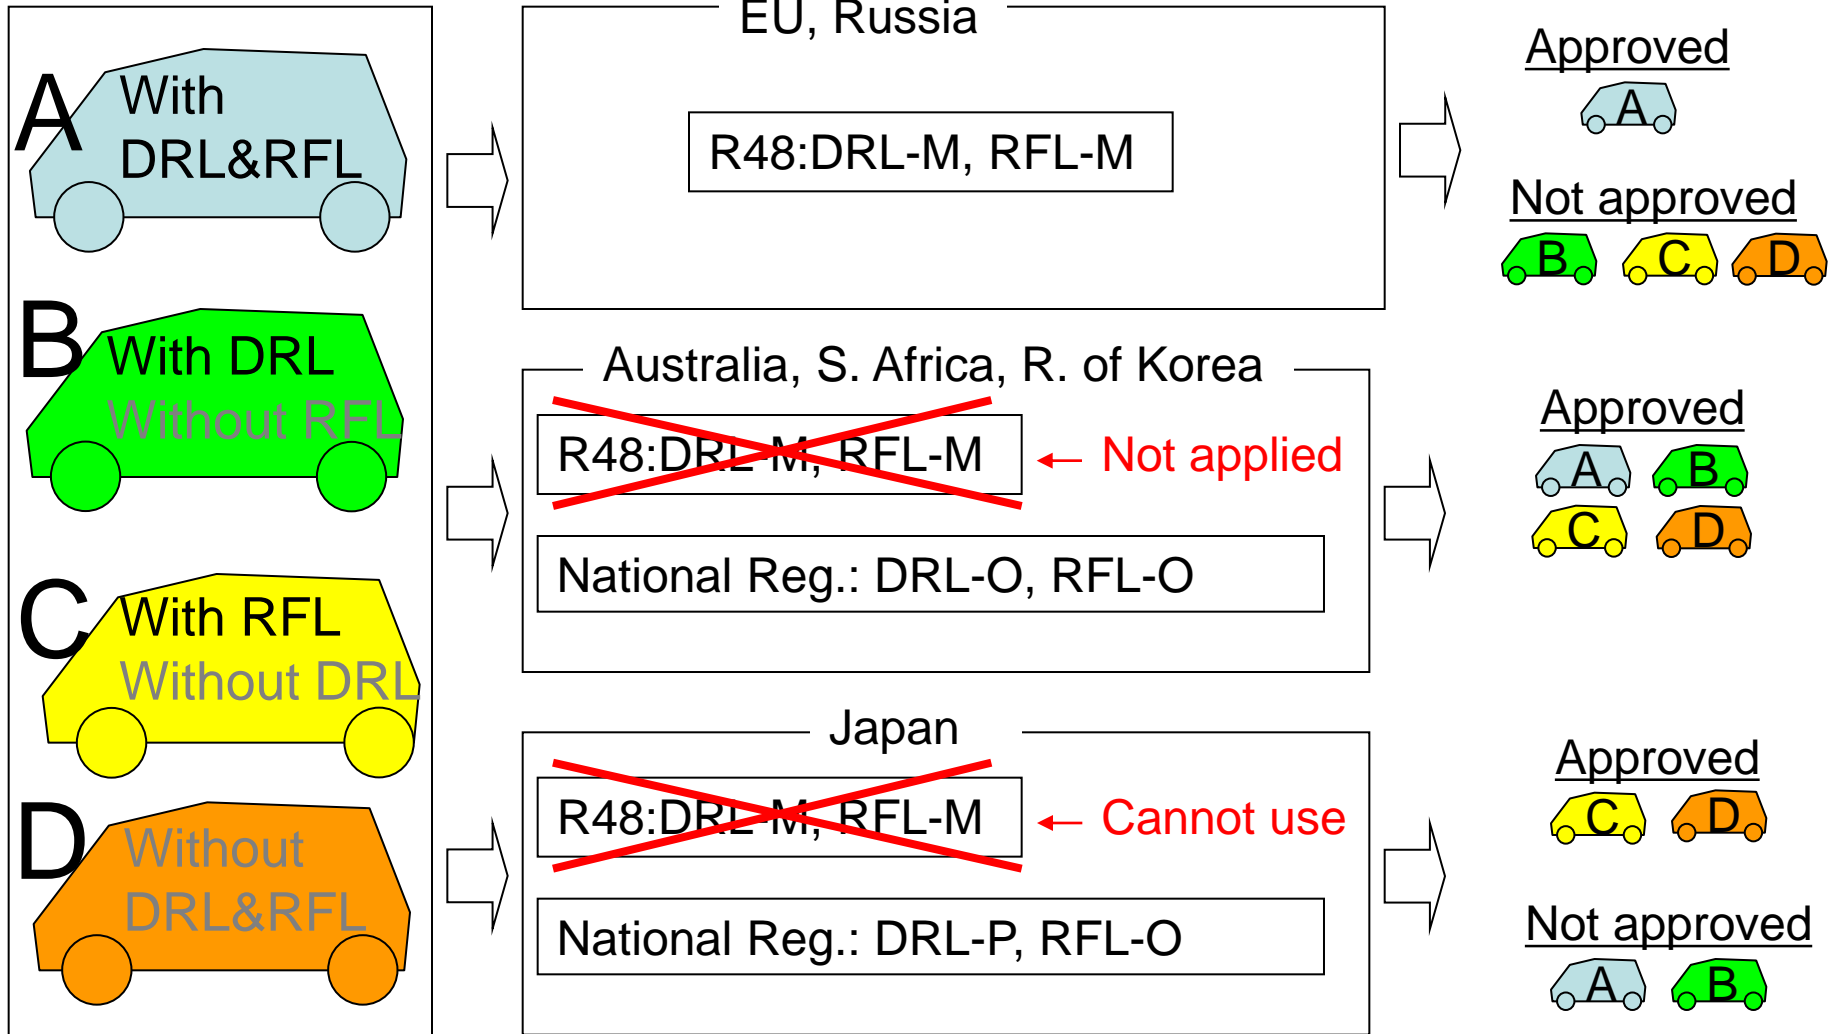 A
With
DRL&RFL
B
With DRL
Without RFL
C
With RFL
Without DRL
D
Without
DRL&RFL
EU, Russia
R48:DRL-M, RFL-M
Approved
A
Not approved
B C D
Australia, S. Africa, R. of Korea
R48:DRL-M, RFL-M
← Not applied
National Reg.: DRL-O, RFL-O
Approved
A B
C D
Japan
R48:DRL-M, RFL-M
← Cannot use
National Reg.: DRL-P, RFL-O
Approved
C D
Not approved
A B